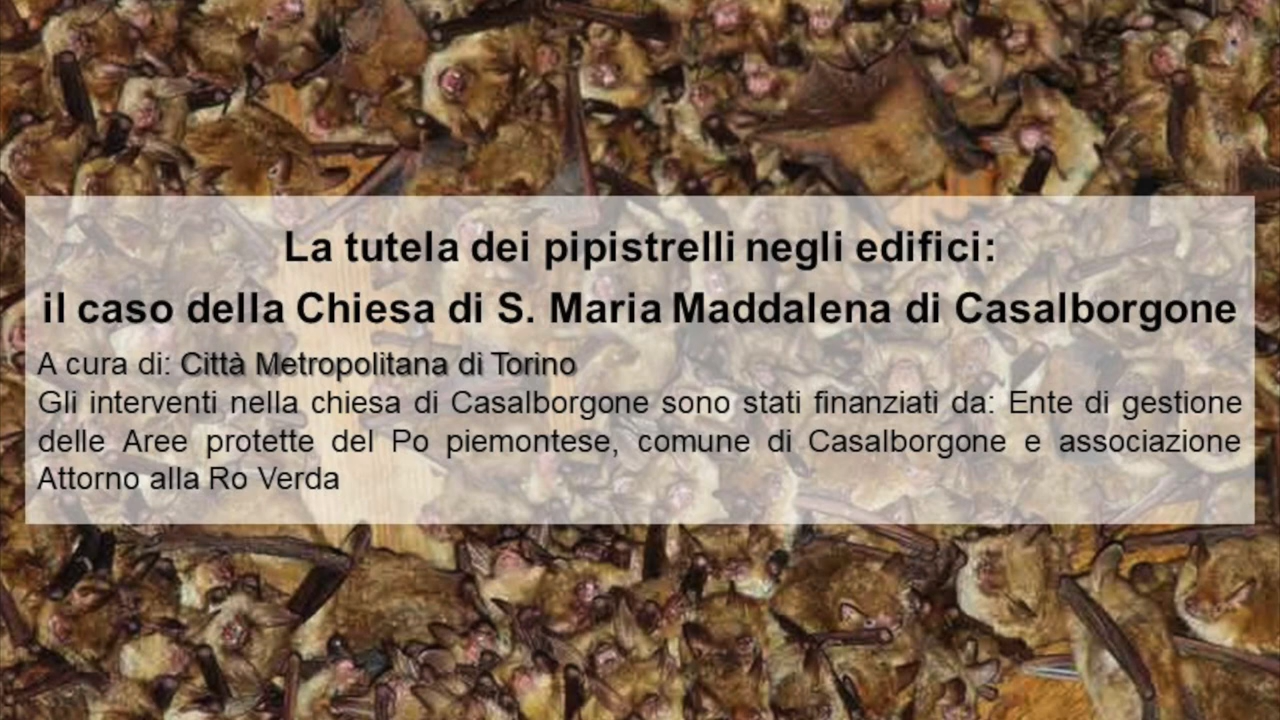 La tutela dei pipistrelli negli edifici:
il caso della Chiesa di S. Maria Maddalena di Casalborgone
A cura di: Città Metropolitana di Torino
Gli interventi nella chiesa di Casalborgone sono stati finanziati da: Ente di gestione
delle Aree protette del Po piemontese, comune di Casalborgone e associazione
Attorno alla Ro Verda